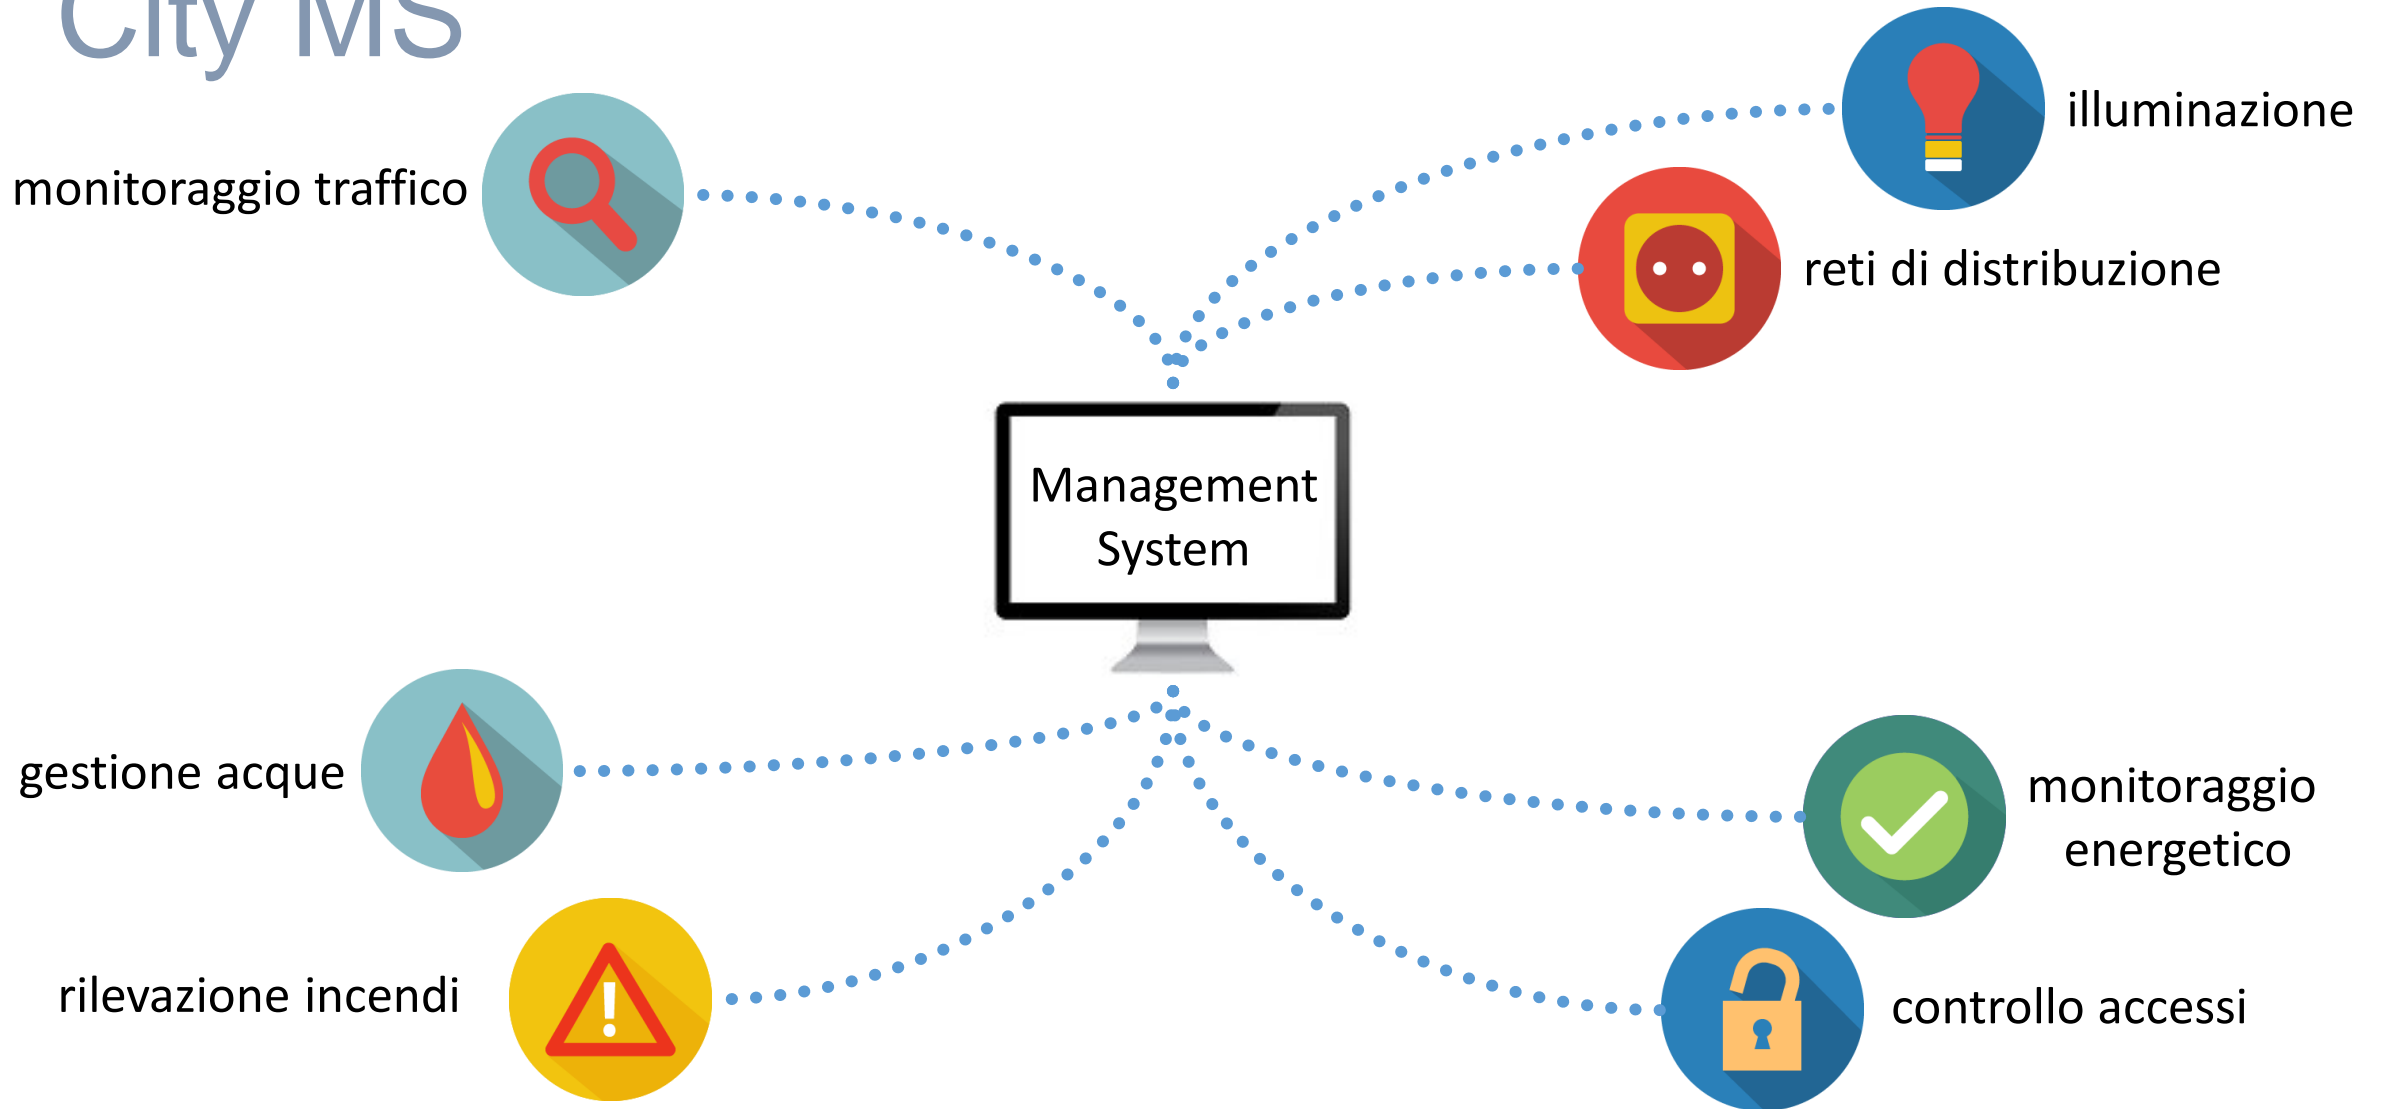 City MS
illuminazione
monitoraggio traffico
reti di distribuzione
Management
System
gestione acque
monitoraggio
energetico
rilevazione incendi
controllo accessi